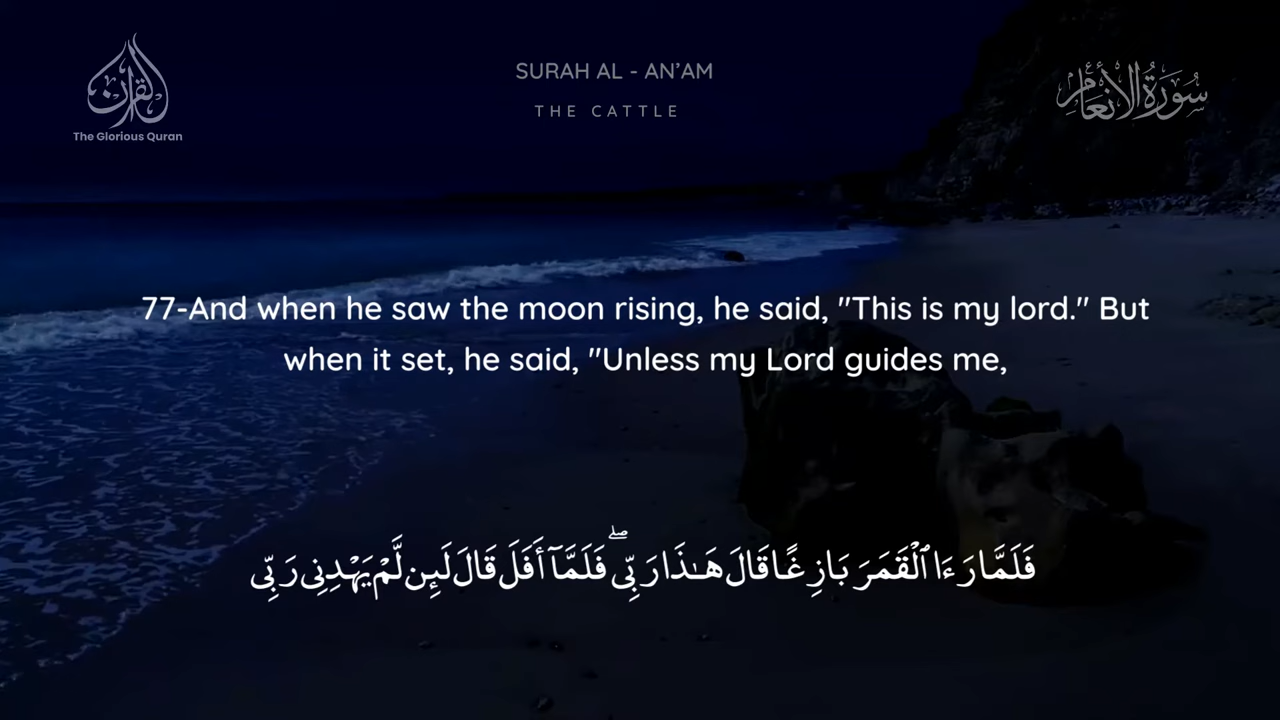 القرآن
The Glorious Quran
SURAH AL - AN’AM
THE CATTLE
سُورَةُ الأَنْعَام
77-And when he saw the moon rising, he said, "This is my lord." But
when it set, he said, "Unless my Lord guides me,
فَلَمَّا رَءَا ٱلْقَمَرَ بَازِغًا قَالَ هَـٰذَا رَبِّى ۖ فَلَمَّآ أَفَلَ قَالَ لَئِن لَّمْ يَهْدِنِى رَبِّى